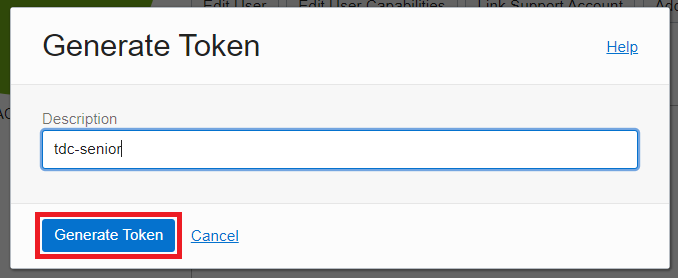 Edit User Edit User Capabilities Link Support Account Add
Generate Token
Help
Description
tdc-senior
Generate Token
Cancel